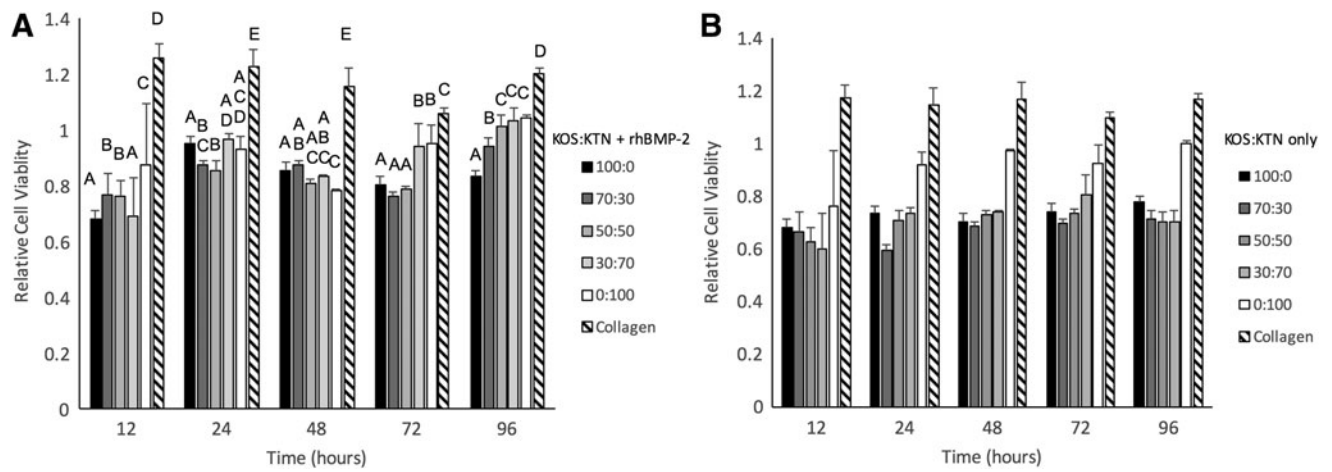 A
1.4
1.2
1
0.8
0.6
0.4
0.2
0
Relative Cell Viablity
A
B
B
A
C
D
A
B
C
B
A
D
A
C
D
E
A
A
B
A
C
A
B
C
C
E
A
A
A
B
B
C
A
B
C
C
C
D
12
24
48
72
96
Time (hours)
KOS:KTN + rhBMP-2
100:0
70:30
50:50
30:70
0:100
Collagen
B
1.4
1.2
1
0.8
0.6
0.4
0.2
0
Relative Cell Viablity
12
24
48
72
96
Time (hours)
KOS:KTN only
100:0
70:30
50:50
30:70
0:100
Collagen